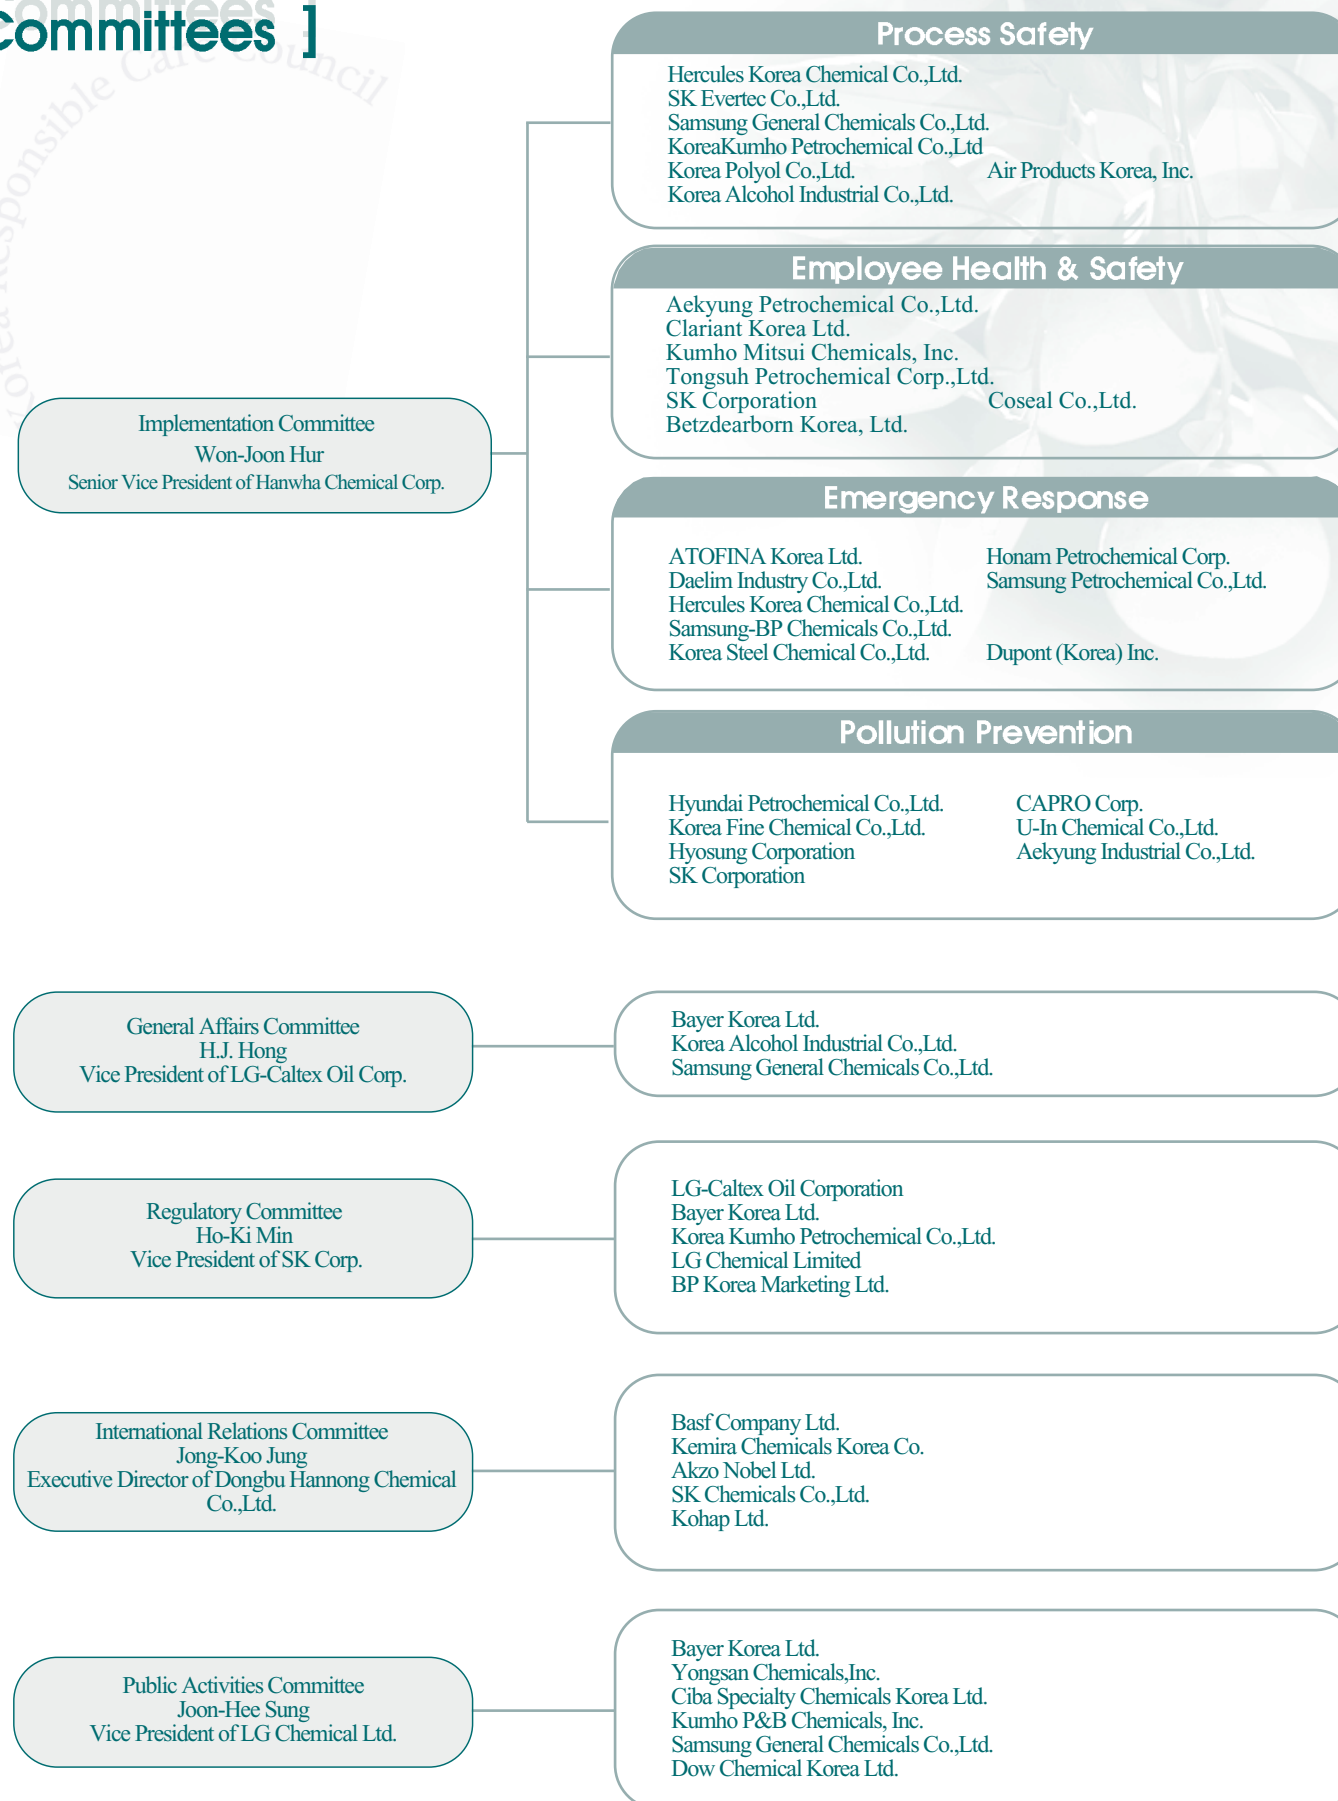 Committees ]
Committees ]
Korea Responsible Care Council
Process Safety
Hercules Korea Chemical Co.,Ltd.
SK Evertec Co.,Ltd.
Samsung General Chemicals Co.,Ltd.
KoreaKumho Petrochemical Co.,Ltd
Korea Polyol Co.,Ltd. Air Products Korea, Inc.
Korea Alcohol Industrial Co.,Ltd.
Employee Health & Safety
Aekyung Petrochemical Co.,Ltd.
Clariant Korea Ltd.
Kumho Mitsui Chemicals, Inc.
Tongsuh Petrochemical Corp.,Ltd.
SK Corporation Coseal Co.,Ltd.
Betzdearborn Korea, Ltd.
Implementation Committee
Won-Joon Hur
Senior Vice President of Hanwha Chemical Corp.
Emergency Response
ATOFINA Korea Ltd. Honam Petrochemical Corp.
Daelim Industry Co.,Ltd. Samsung Petrochemical Co.,Ltd.
Hercules Korea Chemical Co.,Ltd.
Samsung-BP Chemicals Co.,Ltd.
Korea Steel Chemical Co.,Ltd. Dupont (Korea) Inc.
Pollution Prevention
Hyundai Petrochemical Co.,Ltd. CAPRO Corp.
Korea Fine Chemical Co.,Ltd. U-In Chemical Co.,Ltd.
Hyosung Corporation Aekyung Industrial Co.,Ltd.
SK Corporation
General Affairs Committee
H.J. Hong
Vice President of LG-Caltex Oil Corp.
Bayer Korea Ltd.
Korea Alcohol Industrial Co.,Ltd.
Samsung General Chemicals Co.,Ltd.
Regulatory Committee
Ho-Ki Min
Vice President of SK Corp.
LG-Caltex Oil Corporation
Bayer Korea Ltd.
Korea Kumho Petrochemical Co.,Ltd.
LG Chemical Limited
BP Korea Marketing Ltd.
International Relations Committee
Jong-Koo Jung
Executive Director of Dongbu Hannong Chemical
Co.,Ltd.
Basf Company Ltd.
Kemira Chemicals Korea Co.
Akzo Nobel Ltd.
SK Chemicals Co.,Ltd.
Kohap Ltd.
Public Activities Committee
Joon-Hee Sung
Vice President of LG Chemical Ltd.
Bayer Korea Ltd.
Yongsan Chemicals,Inc.
Ciba Specialty Chemicals Korea Ltd.
Kumho P&B Chemicals, Inc.
Samsung General Chemicals Co.,Ltd.
Dow Chemical Korea Ltd.